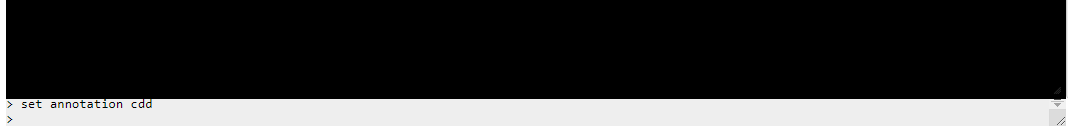 > set annotation cdd
>